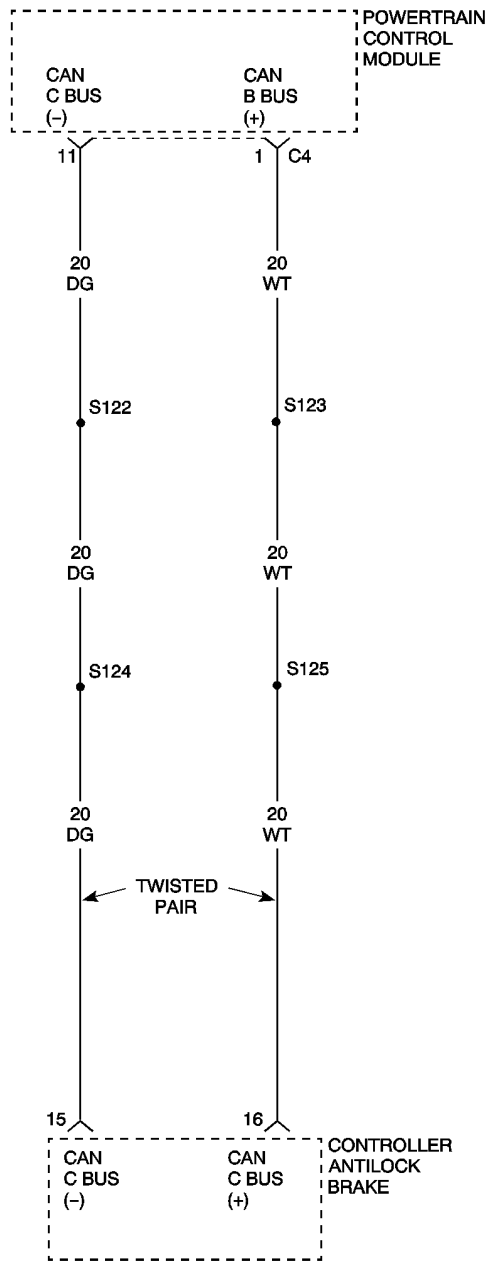 POWERTRAIN
CONTROL
MODULE
CAN
C BUS
(–)
CAN
B BUS
(+)
11
1
C4
20
DG
20
WT
S122
S123
20
DG
20
WT
S124
S125
20
DG
20
WT
TWISTED
PAIR
15
16
CONTROLLER
ANTILOCK
BRAKE
CAN
C BUS
(–)
CAN
C BUS
(+)